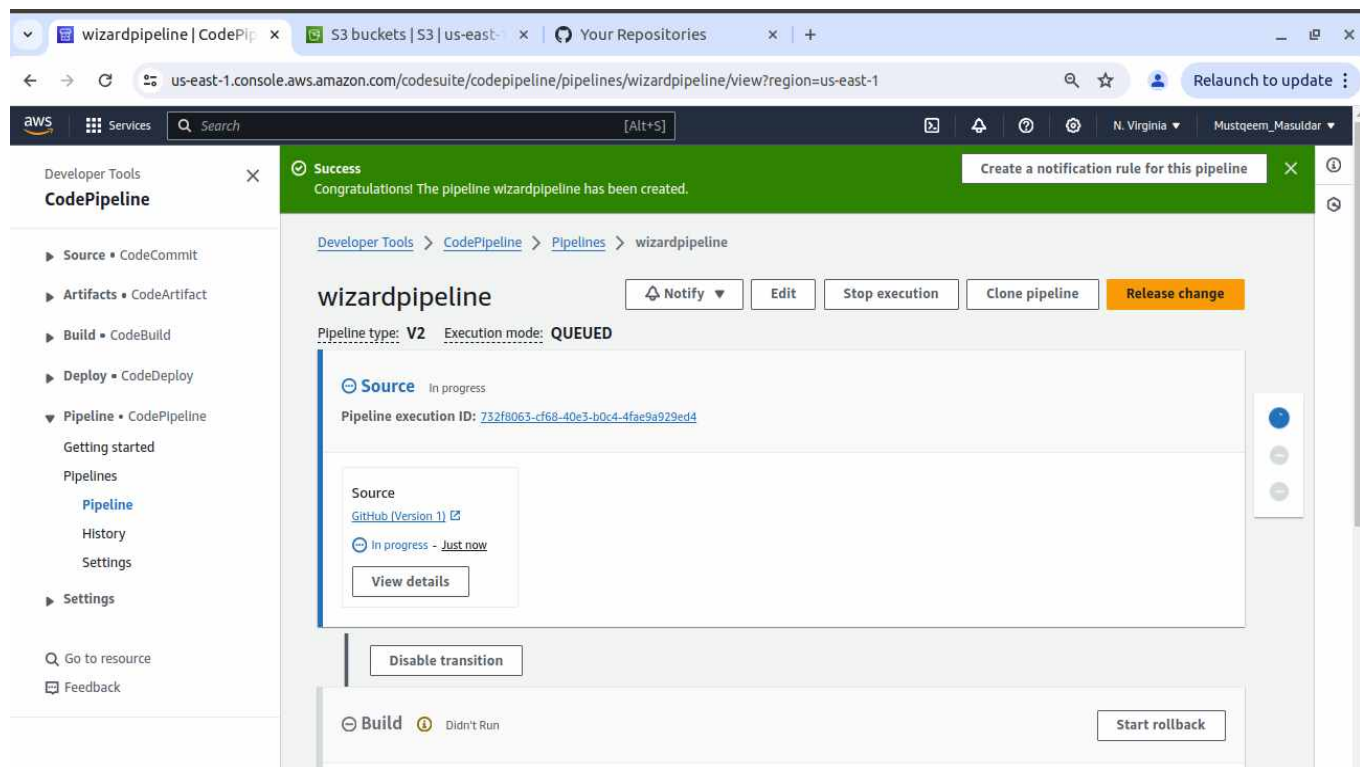 wizardpipeline | CodePip
S3 buckets | S3 | us-east-1
Your Repositories
us-east-1.console.aws.amazon.com/codesuite/codepipeline/pipelines/wizardpipeline/view?region=us-east-1
Relaunch to update
aws
Services
Search
[Alt+S]
N. Virginia
Mustqeem_Masuldar
Developer Tools
CodePipeline
Success
Congratulations! The pipeline wizardpipeline has been created.
Create a notification rule for this pipeline
Source • CodeCommit
Artifacts • CodeArtifact
Build • CodeBuild
Deploy • CodeDeploy
Pipeline • CodePipeline
Getting started
Pipelines
Pipeline
History
Settings
Settings
Go to resource
Feedback
Developer Tools > CodePipeline > Pipelines > wizardpipeline
wizardpipeline
Notify
Edit
Stop execution
Clone pipeline
Release change
Pipeline type: V2 Execution mode: QUEUED
Source In progress
Pipeline execution ID: 732f8063-cf68-40e3-b0c4-4fae9a929ed4
Source
GitHub (Version 1)
In progress - Just now
View details
Disable transition
Build Didn't Run
Start rollback